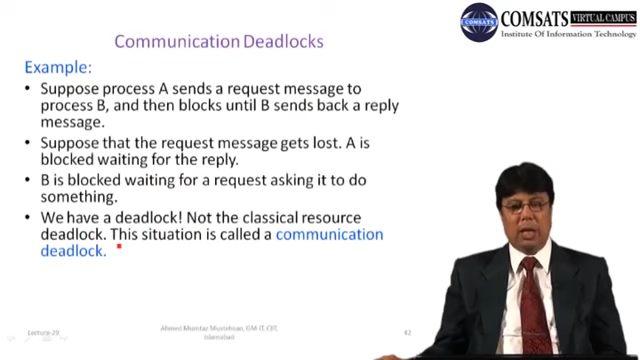 COMSATS VIRTUAL CAMPUS
Institute Of Information Technology
Communication Deadlocks
Example:
• Suppose process A sends a request message to
process B, and then blocks until B sends back a reply
message.
• Suppose that the request message gets lost. A is
blocked waiting for the reply.
• B is blocked waiting for a request asking it to do
something.
• We have a deadlock! Not the classical resource
deadlock. This situation is called a communication
deadlock.
Lecture-29
42